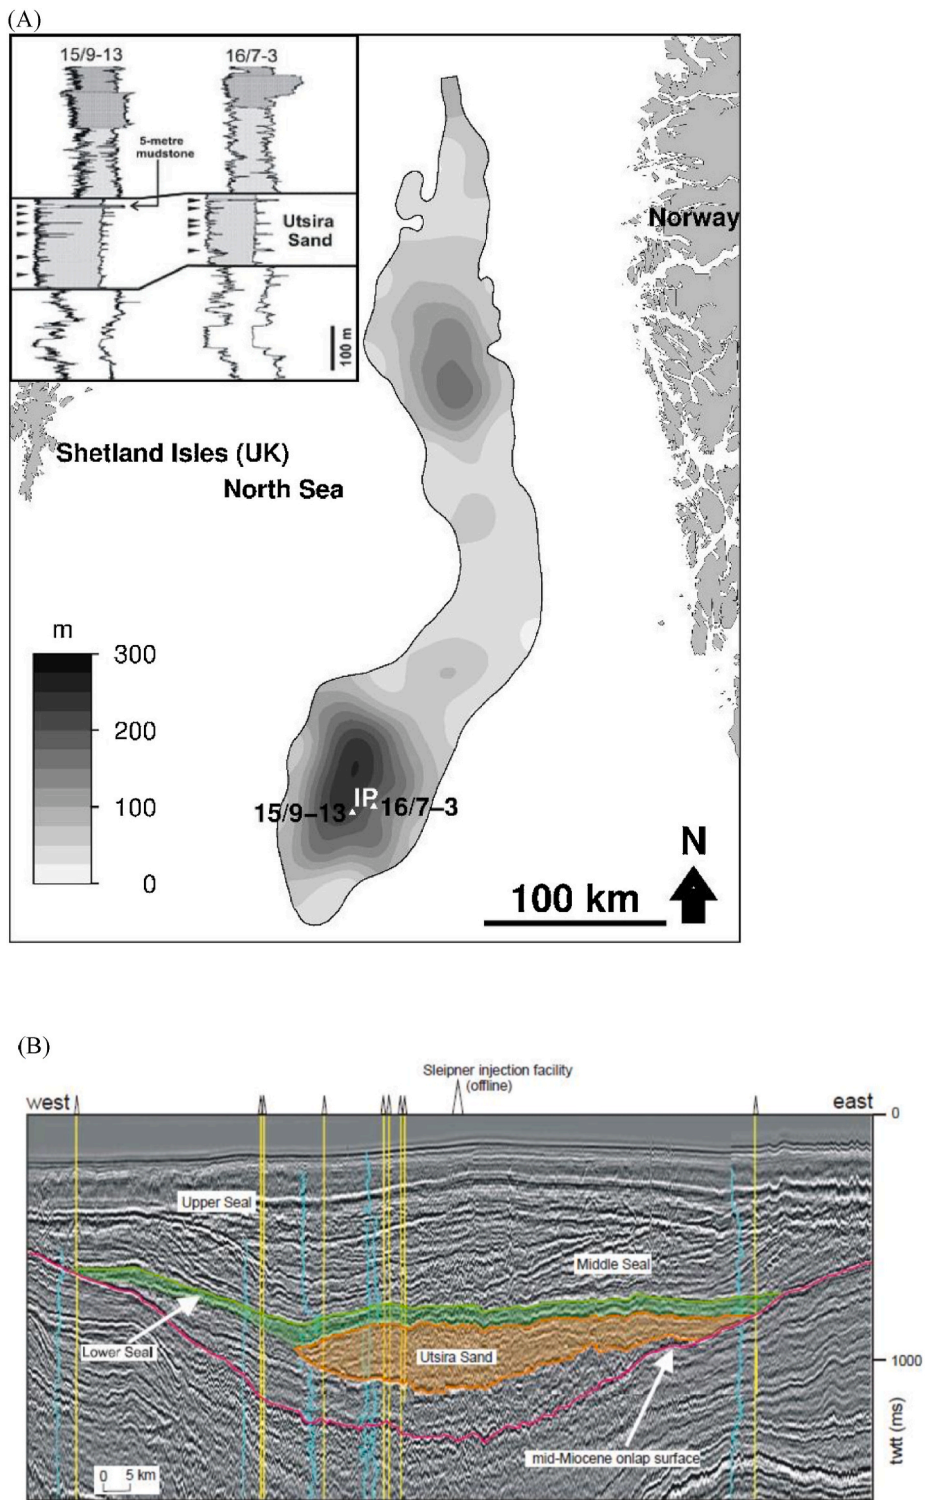 (A)
15/9-13
16/7-3
5-metre
mudstone
Utsira
Sand
100 m
Norway
Shetland Isles (UK)
North Sea
m
300
200
100
0
IP
15/9–13
16/7–3
N
100 km
(B)
Sleipner injection facility
(offline)
west
east
0
Upper Seal
Middle Seal
Lower Seal
Utsira Sand
1000
mid-Miocene onlap surface
twtt (ms)
0 5 km